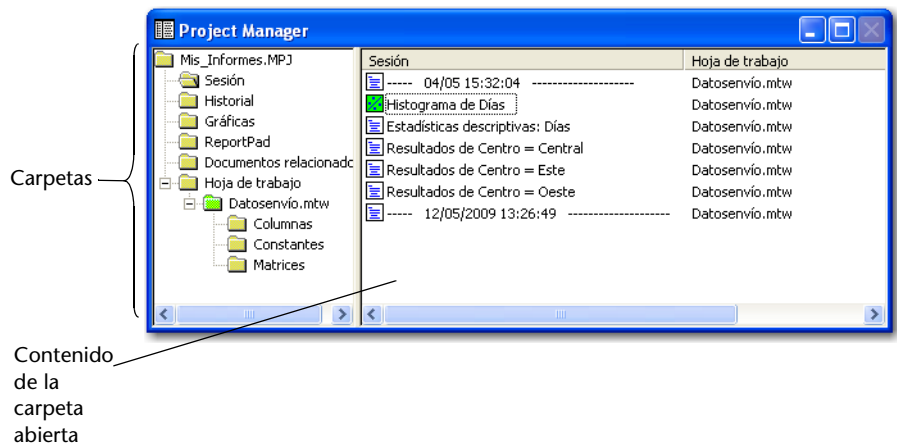 Project Manager
Mis_Informes.MPJ
Sesión
Historial
Gráficas
ReportPad
Documentos relacionadc
Hoja de trabajo
Datosenvío.mtw
Columnas
Constantes
Matrices
Sesión Hoja de trabajo
----- 04/05 15:32:04 -------------------- Datosenvío.mtw
Histograma de Días Datosenvío.mtw
Estadísticas descriptivas: Días Datosenvío.mtw
Resultados de Centro = Central Datosenvío.mtw
Resultados de Centro = Este Datosenvío.mtw
Resultados de Centro = Oeste Datosenvío.mtw
----- 12/05/2009 13:26:49 -------------------- Datosenvío.mtw
Carpetas
Contenido
de la
carpeta
abierta